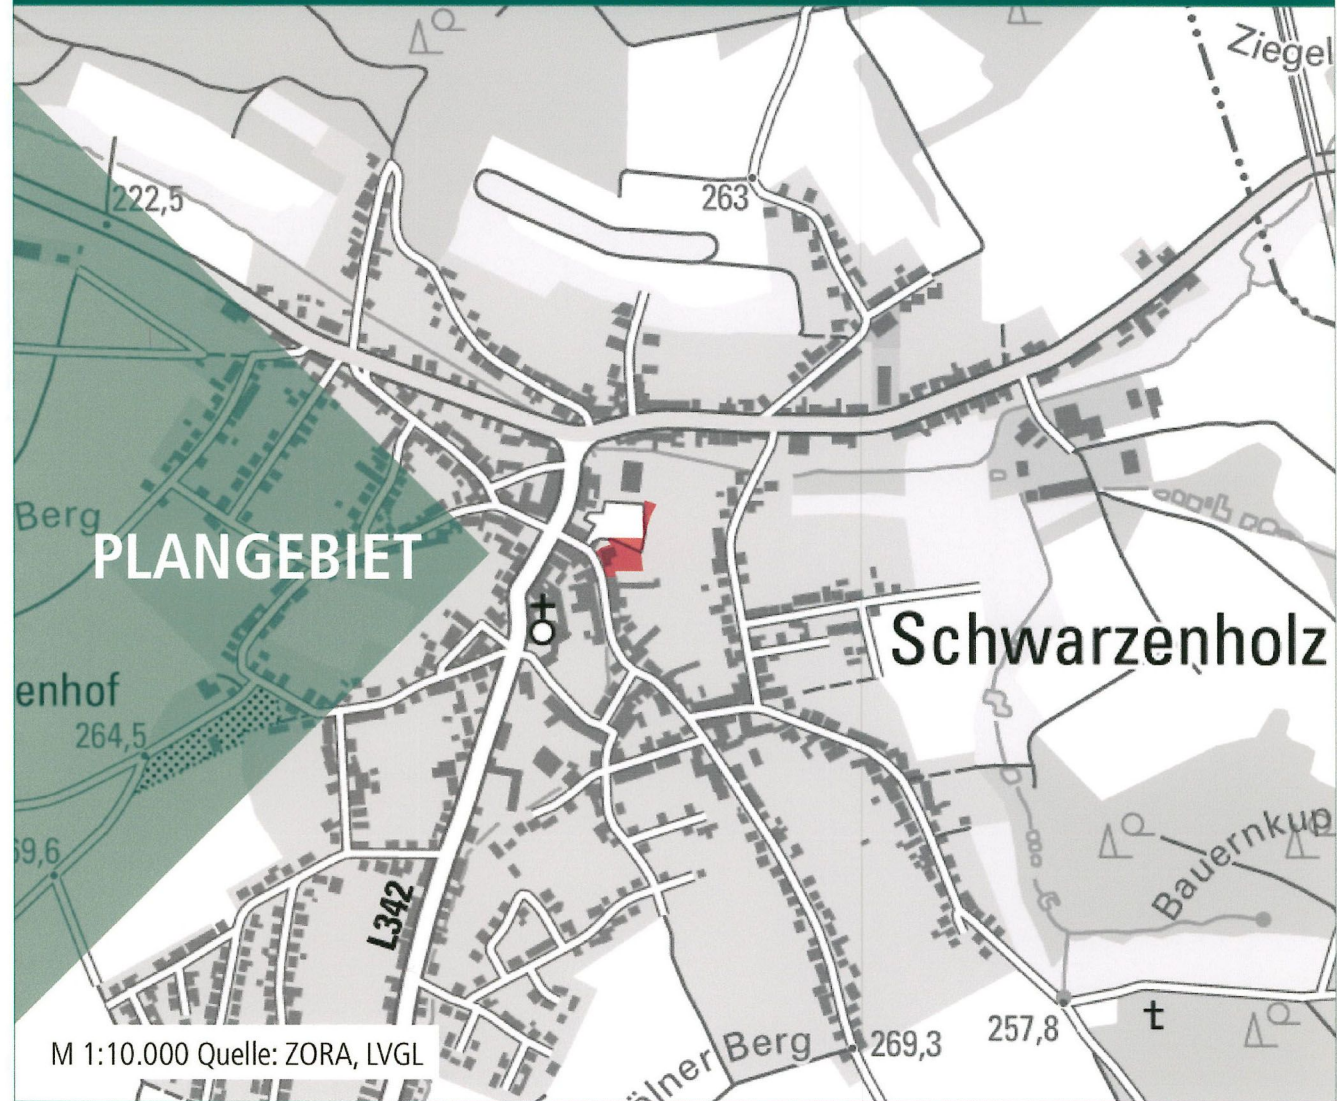 Ziegel
222,5
263
Berg
PLANGEBIET
Schwarzenholz
enhof
264,5
69,6
L342
Bauernkup
257,8
t
269,3
ölner Berg
M 1:10.000 Quelle: ZORA, LVGL